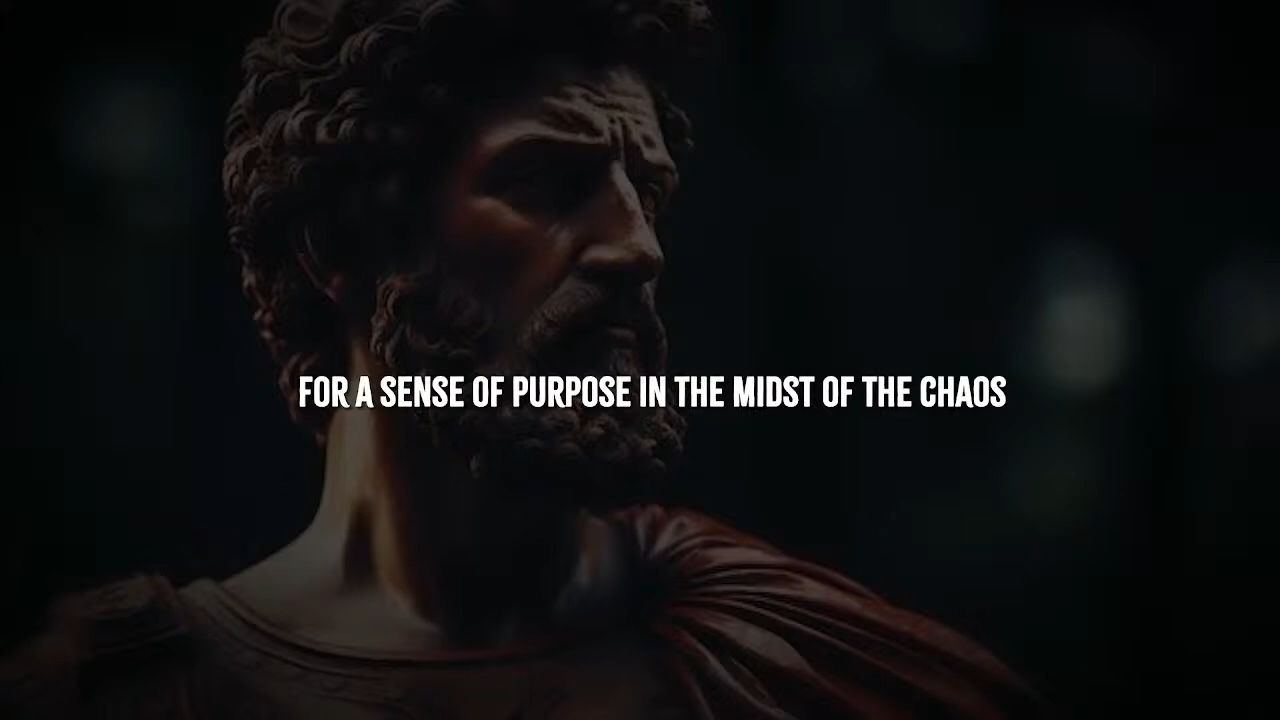 FOR A SENSE OF PURPOSE IN THE MIDST OF THE CHAOS